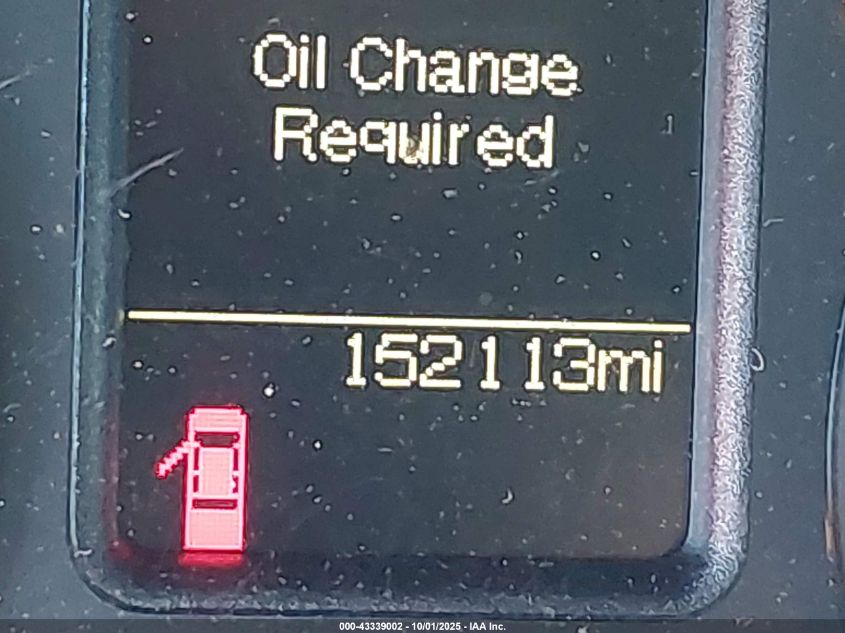 Oil Change
Required
152113mi
000-43339002 - 10/01/2025 - IAA Inc.